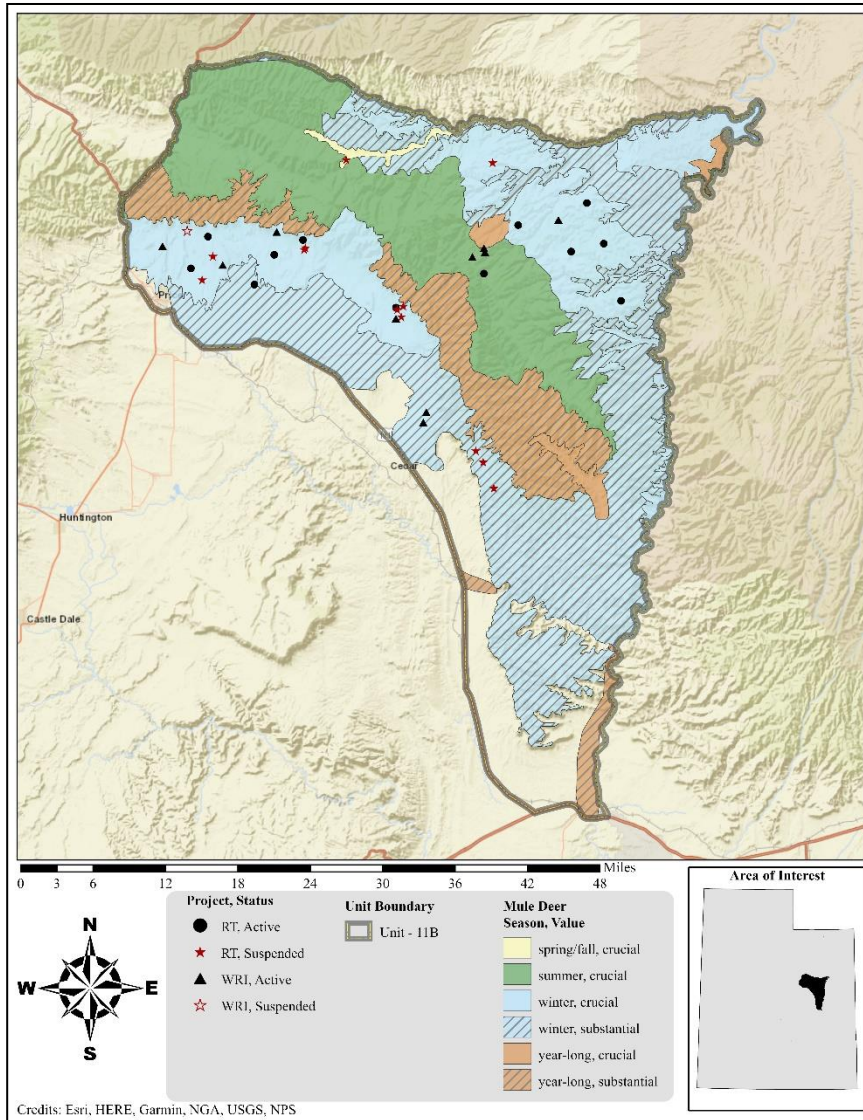 Huntington
Castle Dale
Cedar
0 3 6 12 18 24 30 36 42 48 Miles
Project, Status
RT, Active
RT, Suspended
WRI, Active
WRI, Suspended
Unit Boundary
Unit - 11B
Mule Deer
Season, Value
spring/fall, crucial
summer, crucial
winter, crucial
winter, substantial
year-long, crucial
year-long, substantial
Area of Interest
N
W E
S
Credits: Esri, HERE, Garmin, NGA, USGS, NPS